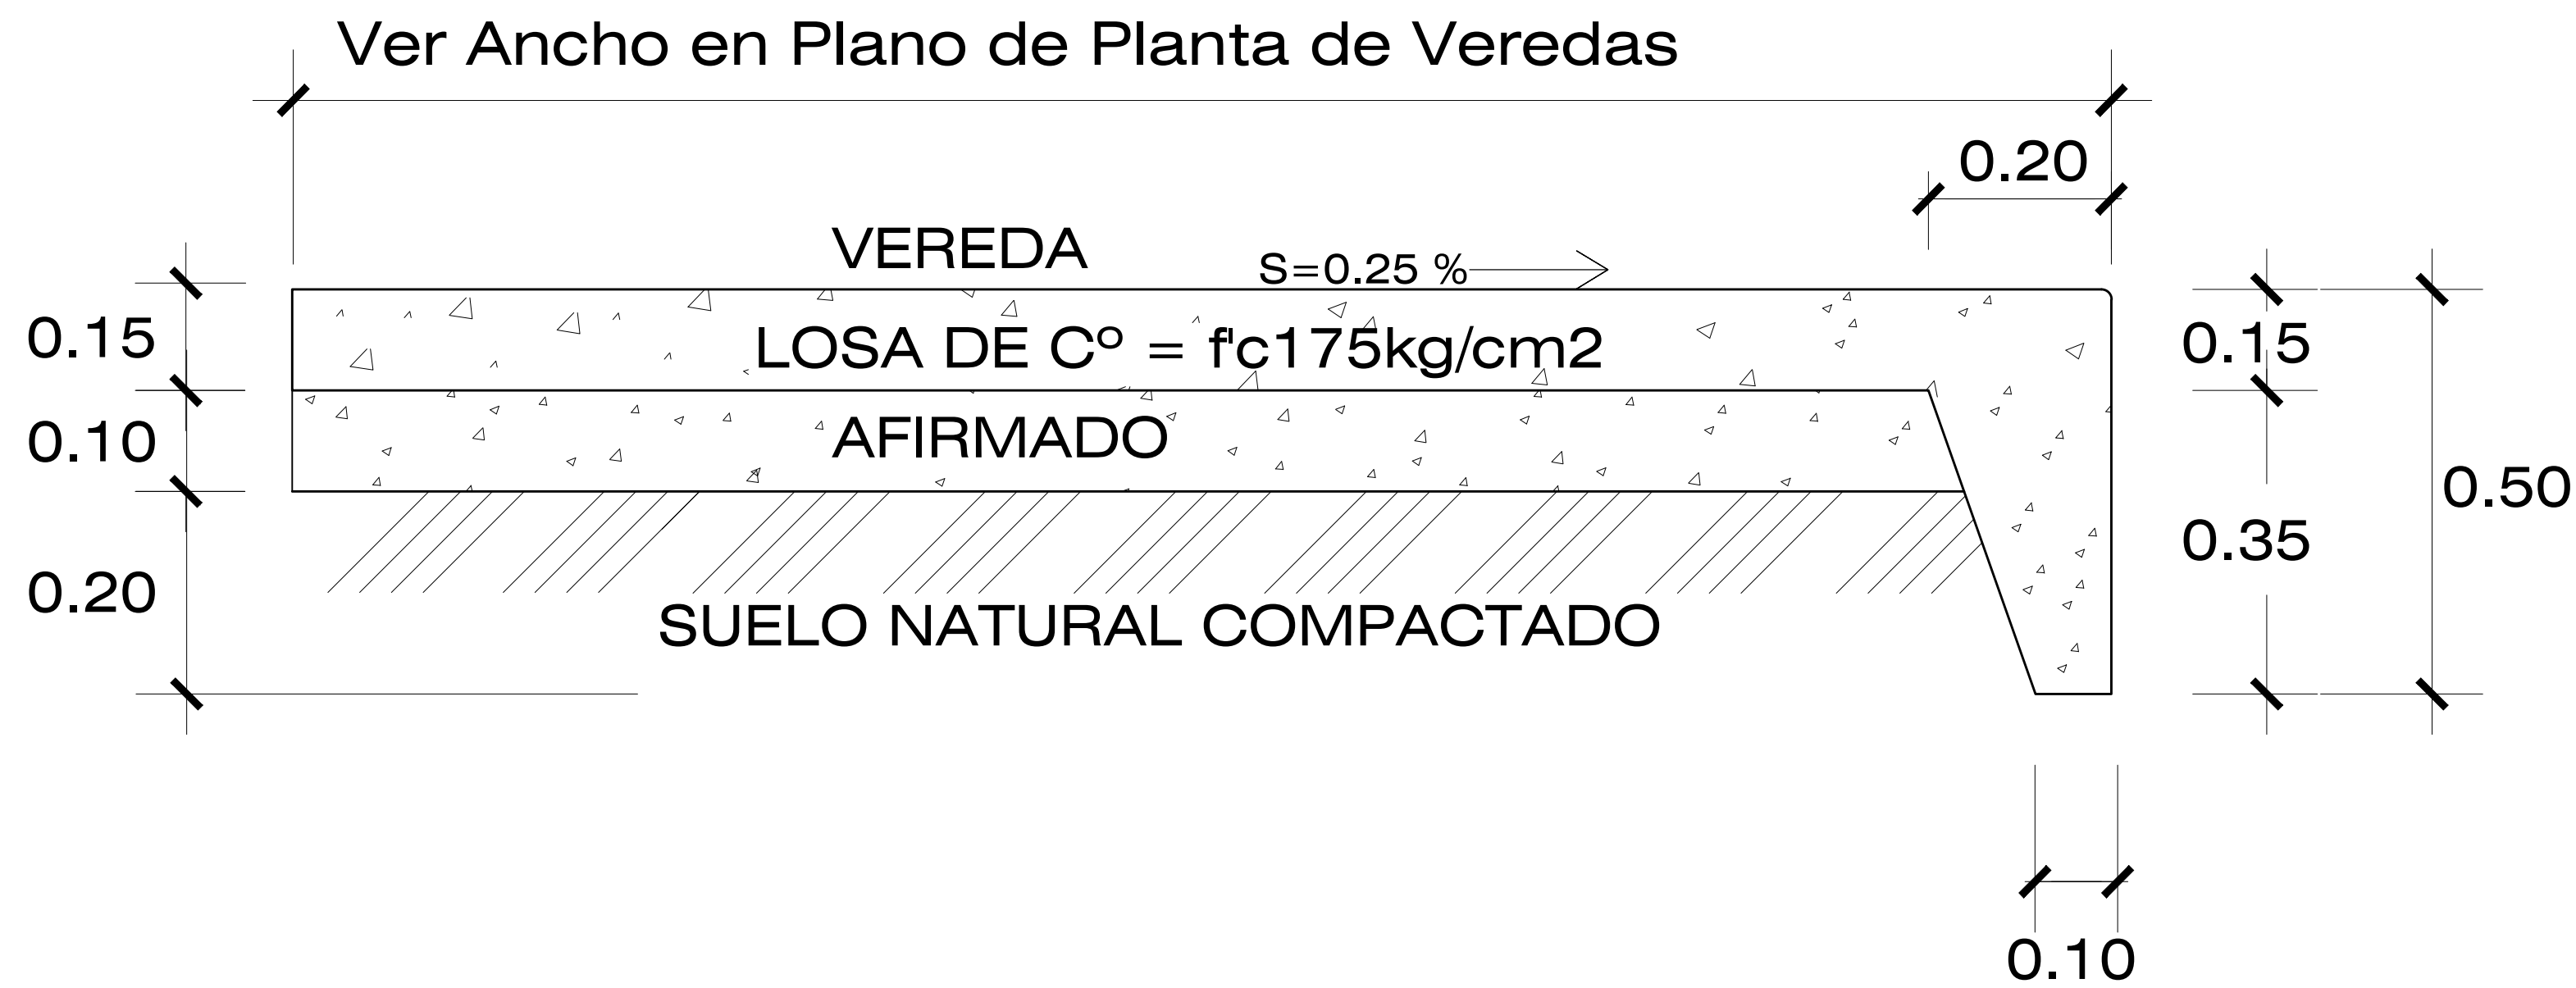 Ver Ancho en Plano de Planta de Veredas
0.20
VEREDA
S=0.25 %
0.15
LOSA DE Cº = f'c175kg/cm2
0.15
0.10
AFIRMADO
0.50
0.35
0.20
SUELO NATURAL COMPACTADO
0.10